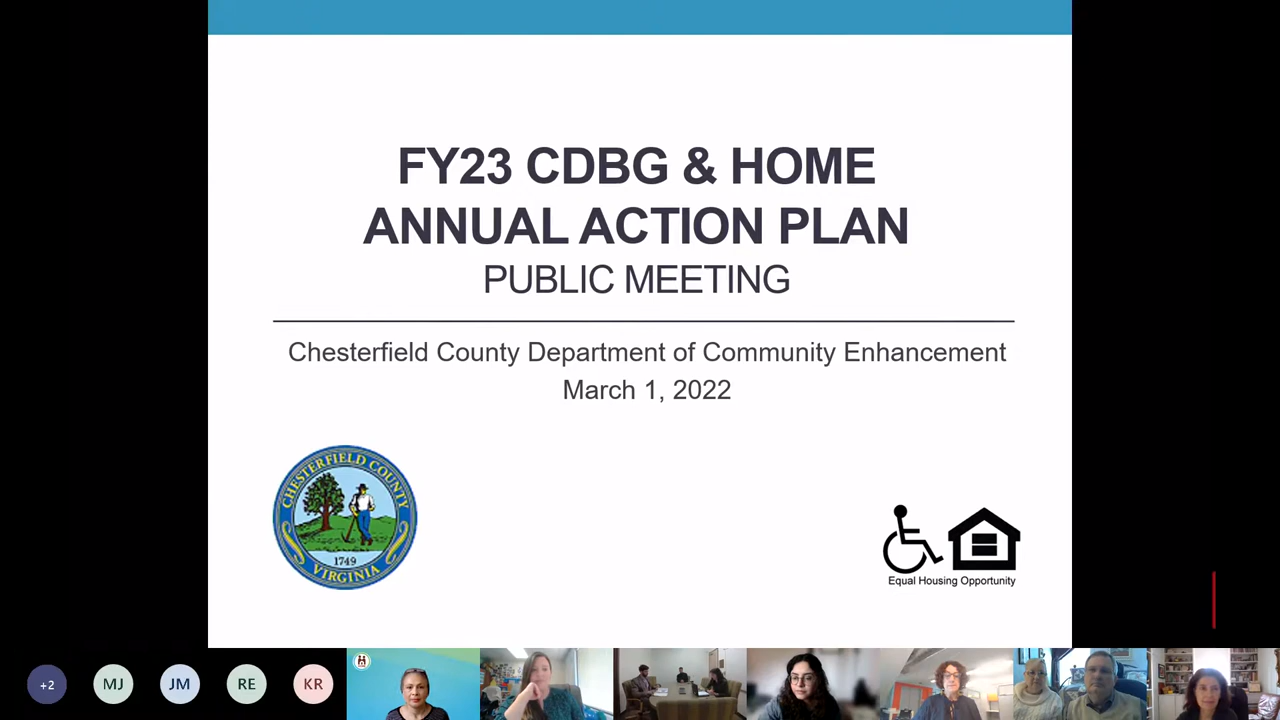 FY23 CDBG & HOME
ANNUAL ACTION PLAN
PUBLIC MEETING
Chesterfield County Department of Community Enhancement
March 1, 2022
CHESTERFIELD COUNTY
1749
VIRGINIA
Equal Housing Opportunity
+2
MJ
JM
RE
KR